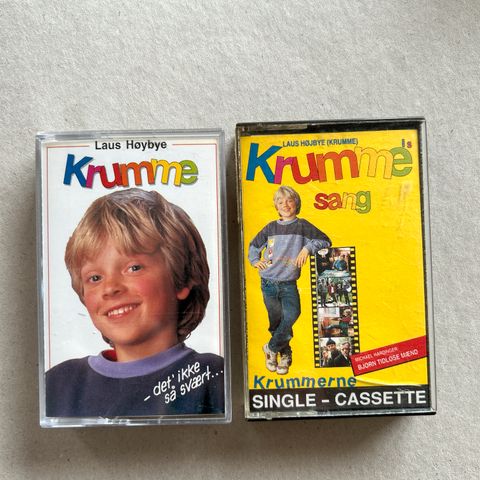 Laus Høybye
Krumme
- det' ikke
så svært...
LAUS HØJBYE (KRUMME)
Krumme's
sang
MICHAEL HARDINGER:
BJØRN TIDLØSE MÆND
Krummerne
SINGLE - CASSETTE